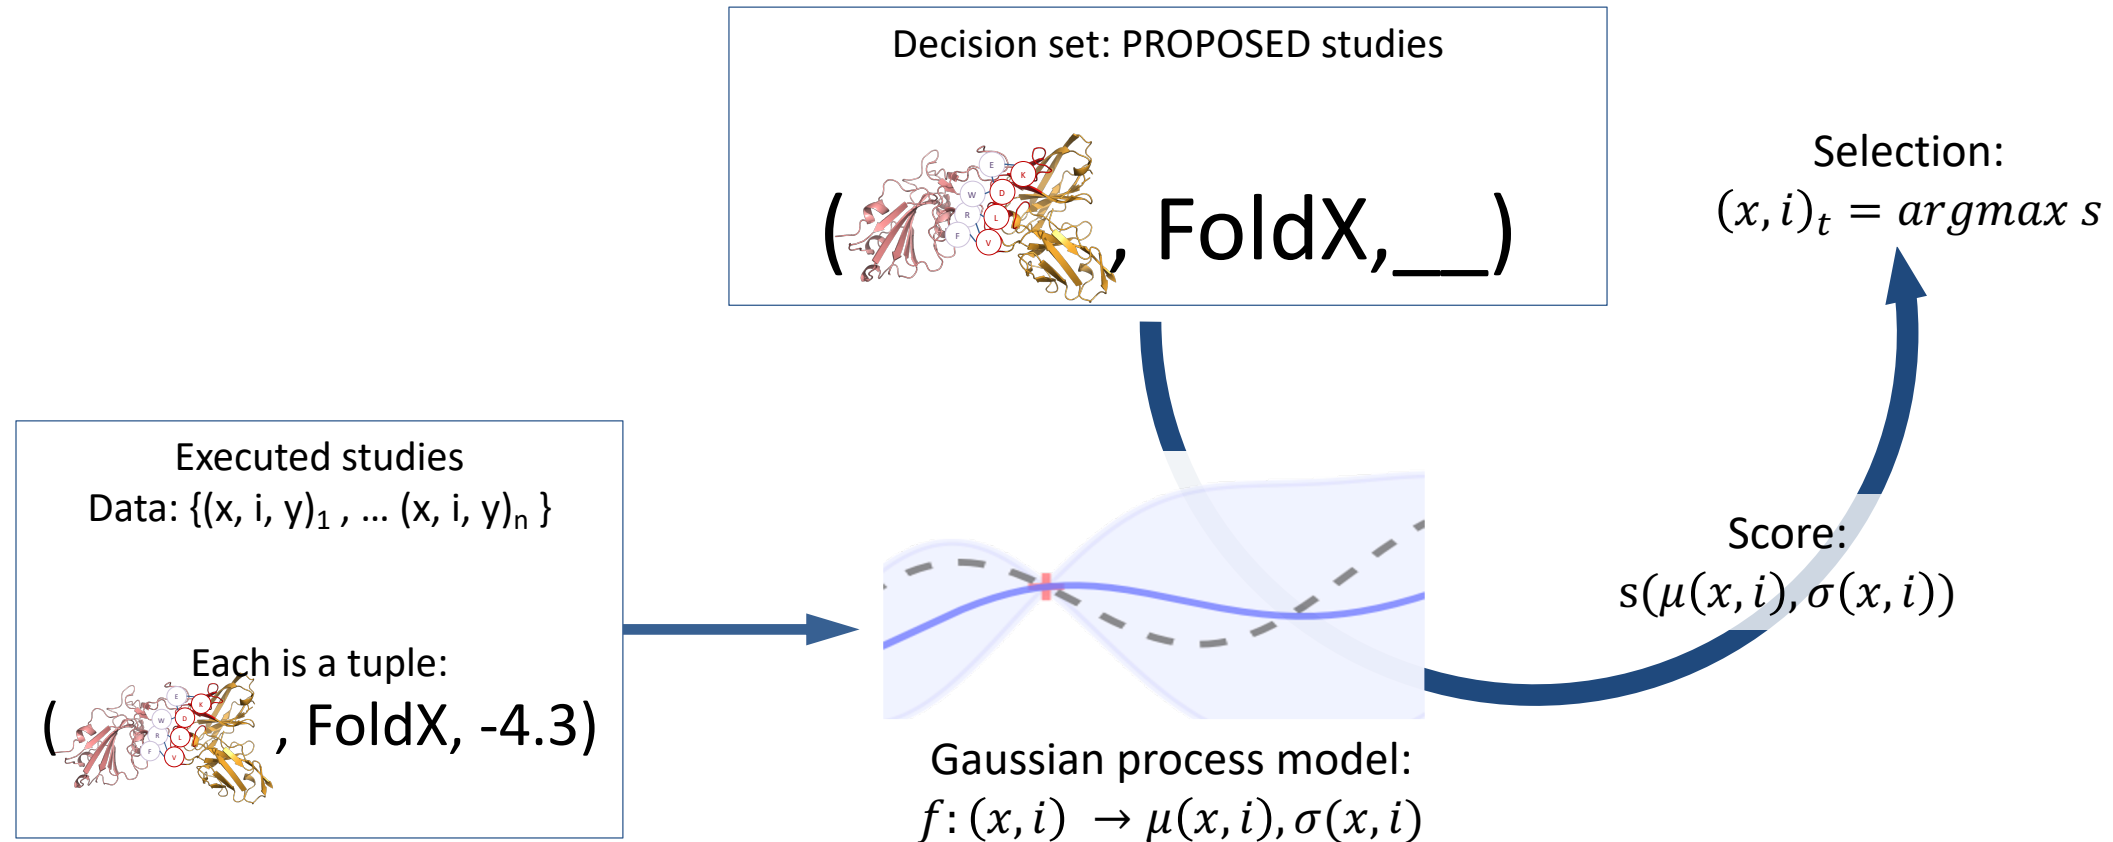 Decision set: PROPOSED studies
E
K
W
D
R
L
F
V
( , FoldX,__)
Selection:
(x, i)ₜ = argmax s
Executed studies
Data: {(x, i, y)₁ , … (x, i, y)ₙ }
Each is a tuple:
E
K
W
D
R
L
F
V
( , FoldX, -4.3)
Score:
s(μ(x, i), σ(x, i))
Gaussian process model:
f: (x, i) → μ(x, i), σ(x, i)